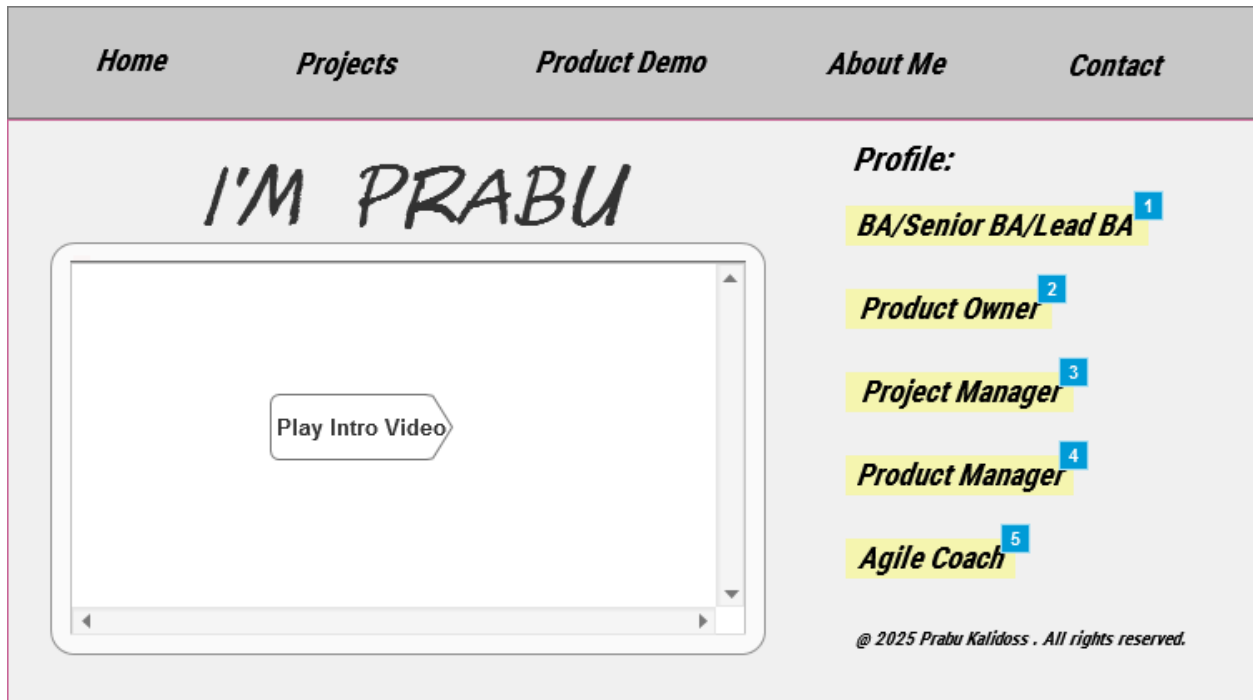 Home Projects Product Demo About Me Contact
I'M PRABU
Play Intro Video
Profile:
BA/Senior BA/Lead BA 1
Product Owner 2
Project Manager 3
Product Manager 4
Agile Coach 5
@ 2025 Prabu Kalidoss . All rights reserved.